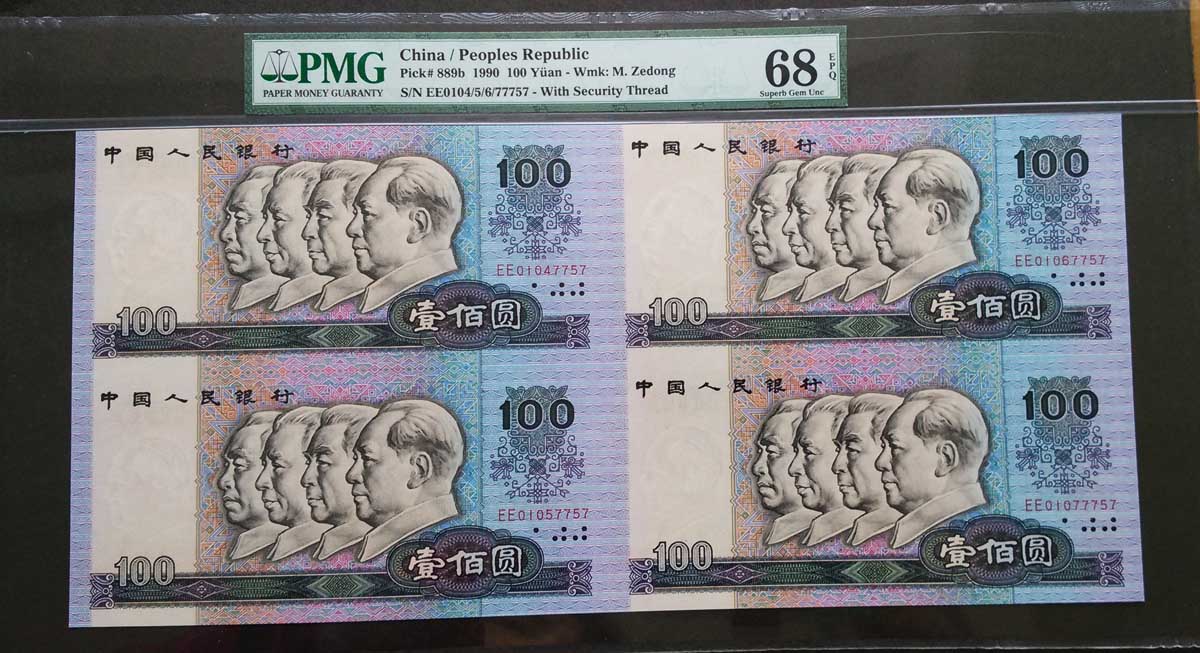 PMG
PAPER MONEY GUARANTY
China / Peoples Republic
Pick# 889b 1990 100 Yüan - Wmk: M. Zedong
S/N EE0104/5/6/77757 - With Security Thread
68
EPQ
Superb Gem Unc
中国人民银行
100
EE01047757
100
壹佰圆
中国人民银行
100
EE01067757
100
壹佰圆
中国人民银行
100
EE01057757
100
壹佰圆
中国人民银行
100
EE01077757
100
壹佰圆